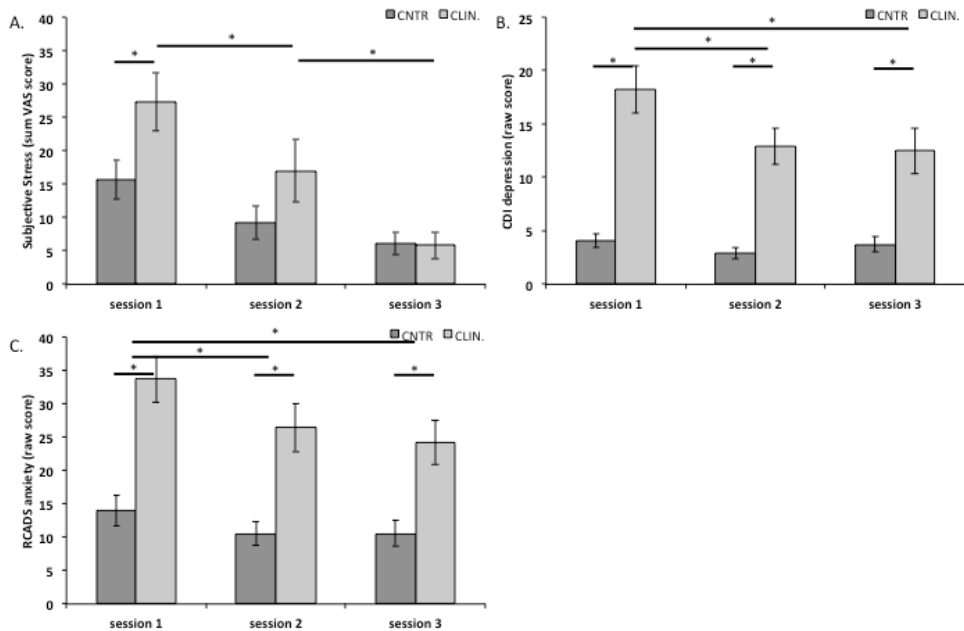 A.
CNTR CLIN.
Subjective Stress (sum VAS score)
40
35
30
25
20
15
10
5
0
* * *
session 1 session 2 session 3
B.
CNTR CLIN.
CDI depression (raw score)
25
20
15
10
5
0
*
*
* * *
session 1 session 2 session 3
C.
CNTR CLIN.
RCADS anxiety (raw score)
40
35
30
25
20
15
10
5
0
*
*
* * *
session 1 session 2 session 3